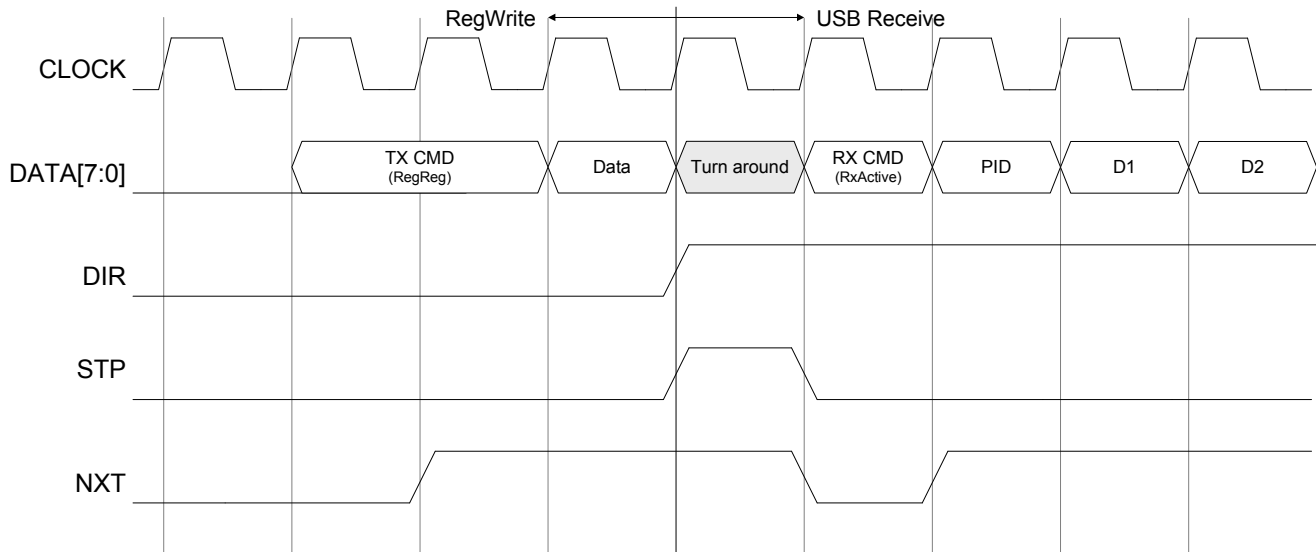 RegWrite USB Receive
CLOCK
DATA[7:0] TX CMD Data Turn around RX CMD PID D1 D2
(RegReg) (RxActive)
DIR
STP
NXT